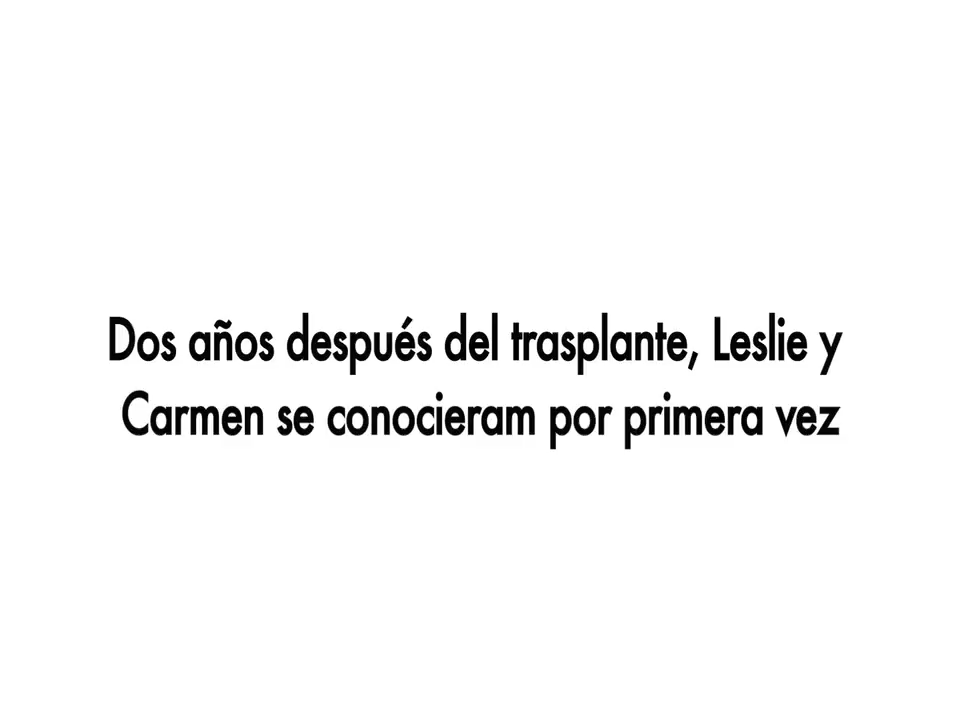 Dos años después del trasplante, Leslie y
Carmen se conocieram por primera vez